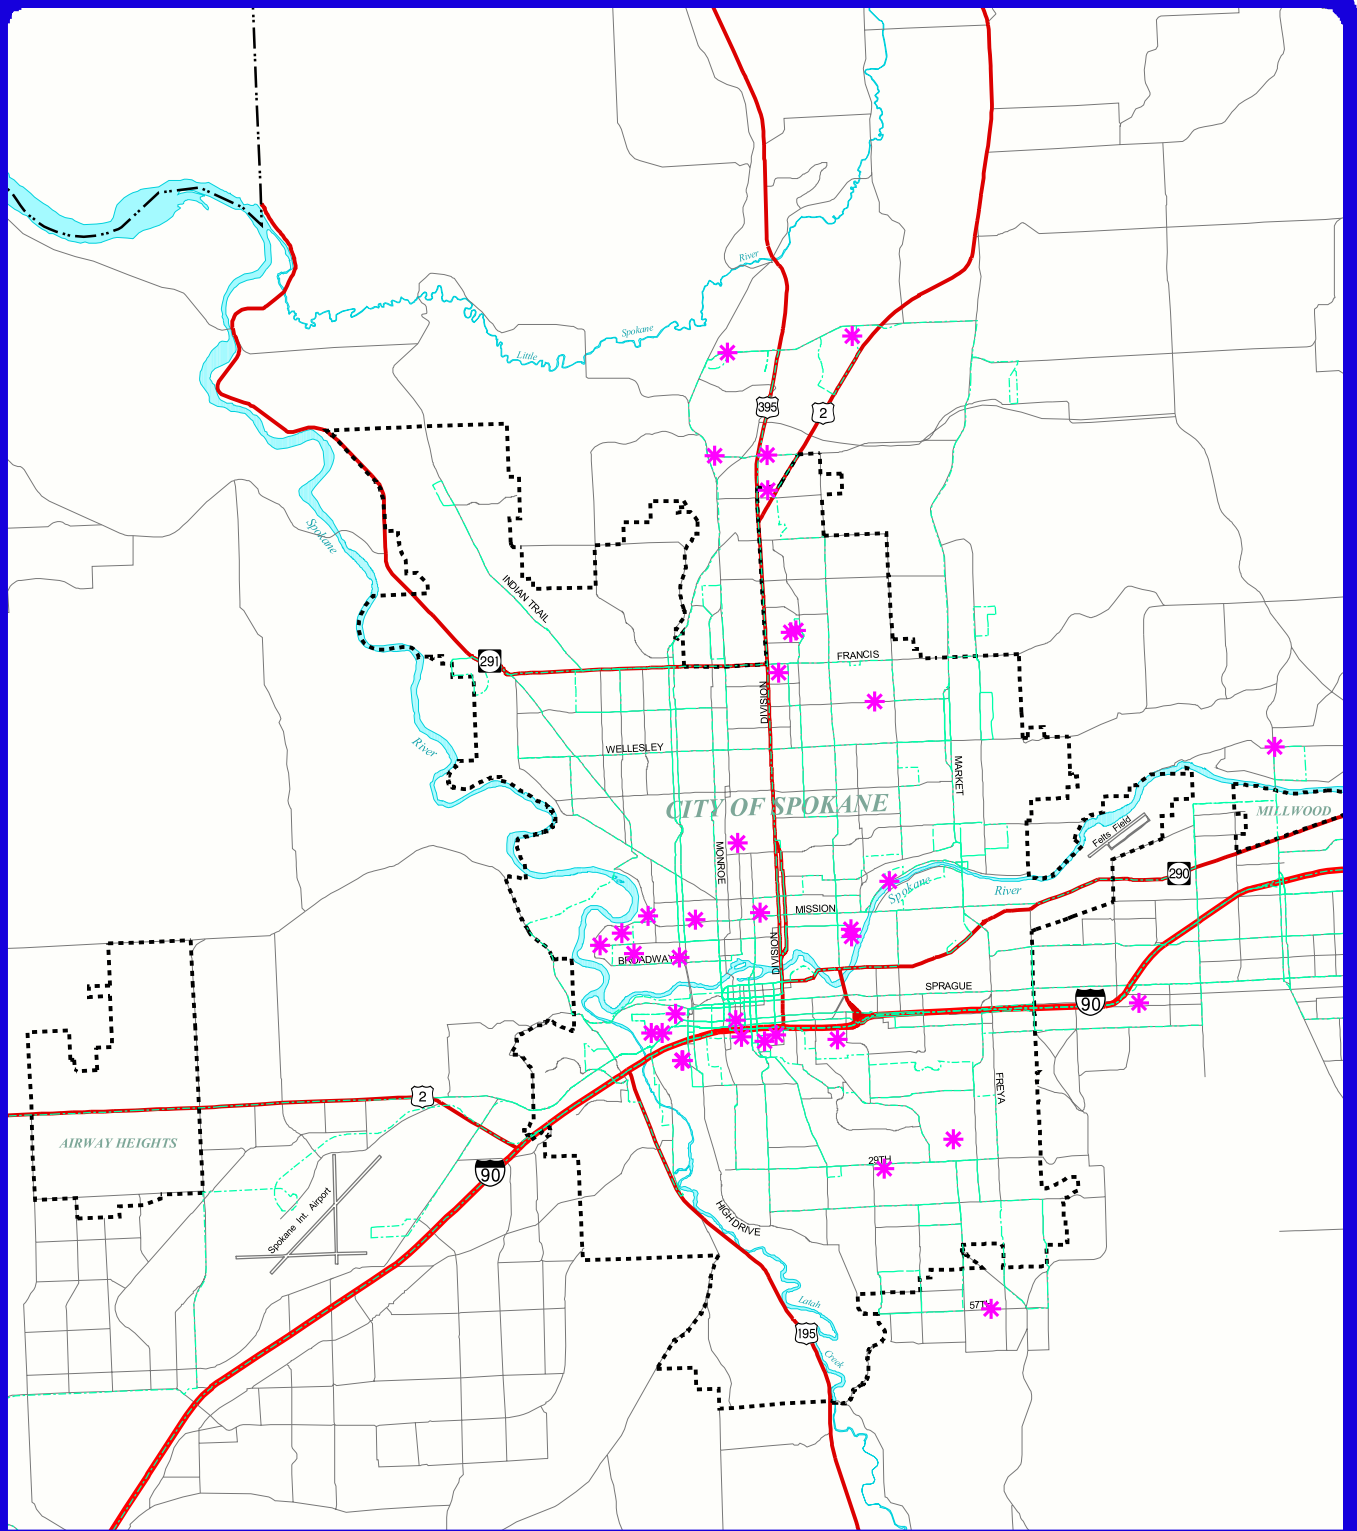 River
Spokane
Little
395
2
Spokane
INDIAN TRAIL
291
FRANCIS
DIVISION
River
WELLESLEY
MARKET
CITY OF SPOKANE
MILLWOOD
Felts Field
MONROE
290
Spokane
River
MISSION
BROADWAY
DIVISION
SPRAGUE
90
FREYA
2
AIRWAY HEIGHTS
29TH
90
Spokane Int. Airport
HIGH DRIVE
Latah
57TH
195
Creek